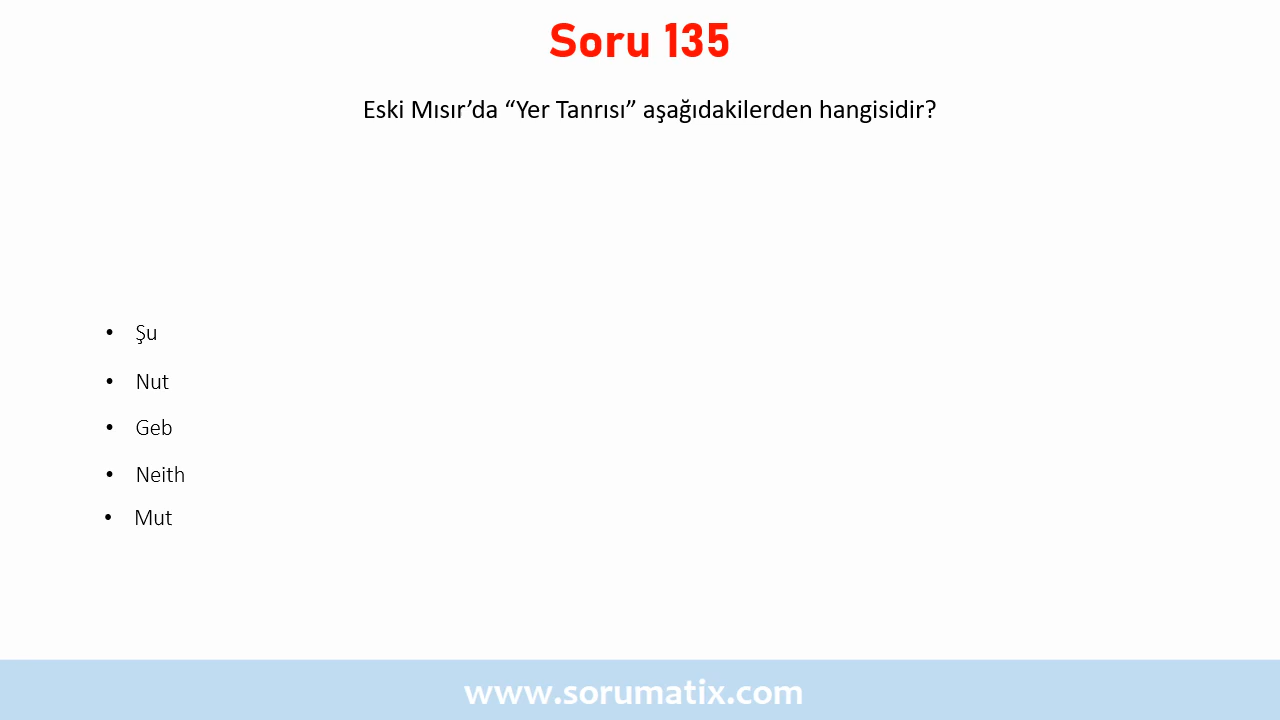 Soru 135
Eski Mısır’da “Yer Tanrısı” aşağıdakilerden hangisidir?
• Şu
• Nut
• Geb
• Neith
• Mut
www.sorumatix.com